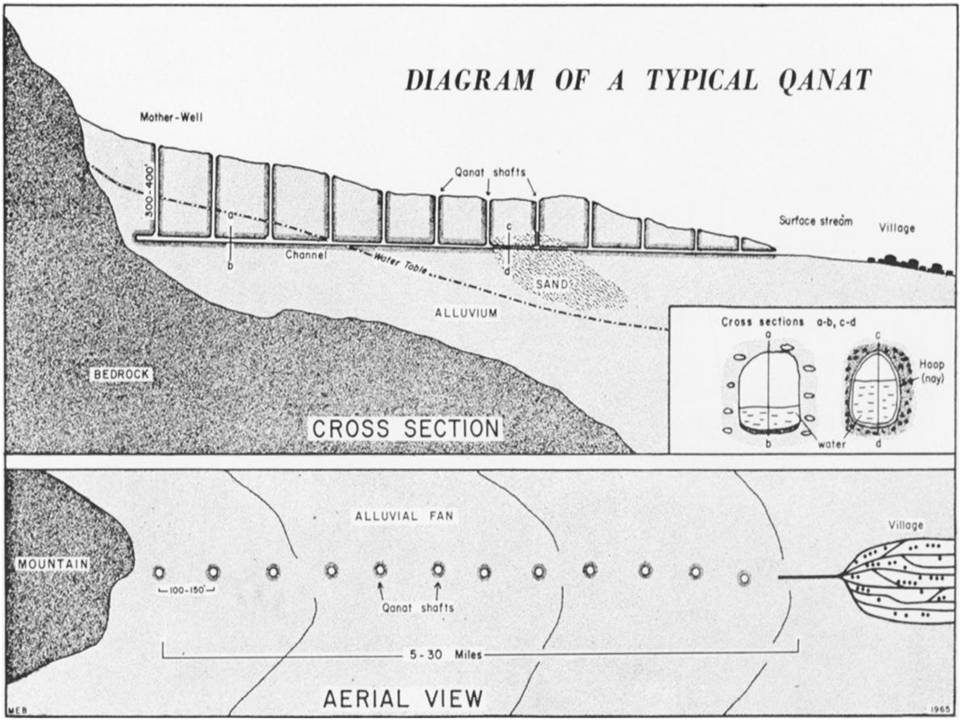 DIAGRAM OF A TYPICAL QANAT
Mother-Well
300-400'
Qanat shafts
Surface stream
Village
a
b
Channel
Water Table
c
d
SAND
ALLUVIUM
BEDROCK
CROSS SECTION
Cross sections a-b, c-d
a
c
Hoop
(nay)
b
water
d
ALLUVIAL FAN
Village
MOUNTAIN
100-150'
Qanat shafts
5-30 Miles
AERIAL VIEW
MEB
1965